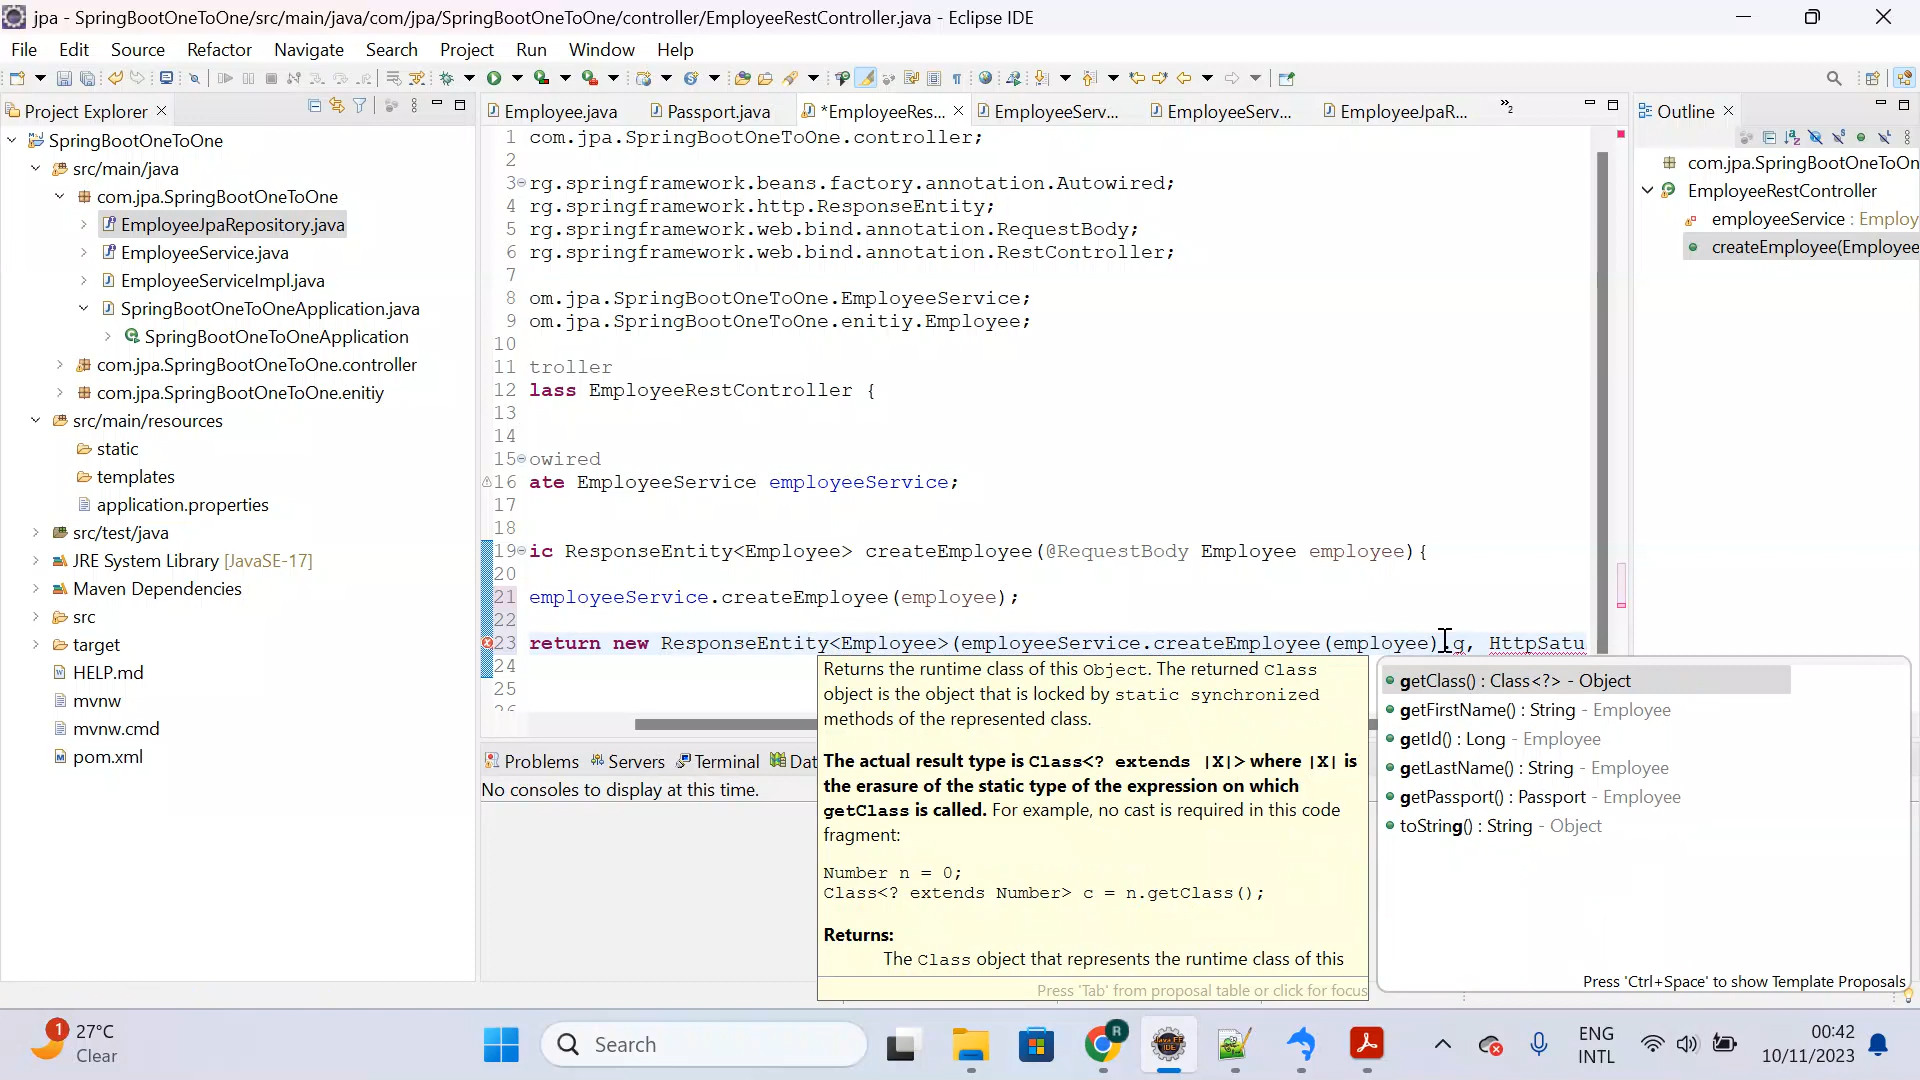 jpa - SpringBootOneToOne/src/main/java/com/jpa/SpringBootOneToOne/controller/EmployeeRestController.java - Eclipse IDE
File Edit Source Refactor Navigate Search Project Run Window Help
Project Explorer
SpringBootOneToOne
src/main/java
com.jpa.SpringBootOneToOne
EmployeeJpaRepository.java
EmployeeService.java
EmployeeServiceImpl.java
SpringBootOneToOneApplication.java
SpringBootOneToOneApplication
com.jpa.SpringBootOneToOne.controller
com.jpa.SpringBootOneToOne.enitiy
src/main/resources
static
templates
application.properties
src/test/java
JRE System Library [JavaSE-17]
Maven Dependencies
src
target
HELP.md
mvnw
mvnw.cmd
pom.xml
Employee.java Passport.java *EmployeeRes... EmployeeServ... EmployeeServ... EmployeeJpaR... »2
1 com.jpa.SpringBootOneToOne.controller;
2
3 rg.springframework.beans.factory.annotation.Autowired;
4 rg.springframework.http.ResponseEntity;
5 rg.springframework.web.bind.annotation.RequestBody;
6 rg.springframework.web.bind.annotation.RestController;
7
8 om.jpa.SpringBootOneToOne.EmployeeService;
9 om.jpa.SpringBootOneToOne.enitiy.Employee;
10
11 troller
12 lass EmployeeRestController {
13
14
15 owired
16 ate EmployeeService employeeService;
17
18
19 ic ResponseEntity<Employee> createEmployee(@RequestBody Employee employee){
20
21 employeeService.createEmployee(employee);
22
23 return new ResponseEntity<Employee>(employeeService.createEmployee(employee).g, HttpSatu
24
25
26
Returns the runtime class of this Object. The returned Class
object is the object that is locked by static synchronized
methods of the represented class.
The actual result type is Class<? extends |X|> where |X| is
the erasure of the static type of the expression on which
getClass is called. For example, no cast is required in this code
fragment:
Number n = 0;
Class<? extends Number> c = n.getClass();
Returns:
The Class object that represents the runtime class of this
Press 'Tab' from proposal table or click for focus
getClass() : Class<?> - Object
getFirstName() : String - Employee
getId() : Long - Employee
getLastName() : String - Employee
getPassport() : Passport - Employee
toString() : String - Object
Press 'Ctrl+Space' to show Template Proposals
Problems Servers Terminal Dat
No consoles to display at this time.
Outline
com.jpa.SpringBootOneToOn
EmployeeRestController
employeeService : Employ
createEmployee(Employee
1
27°C
Clear
Search
R
ENG
INTL
00:42
10/11/2023